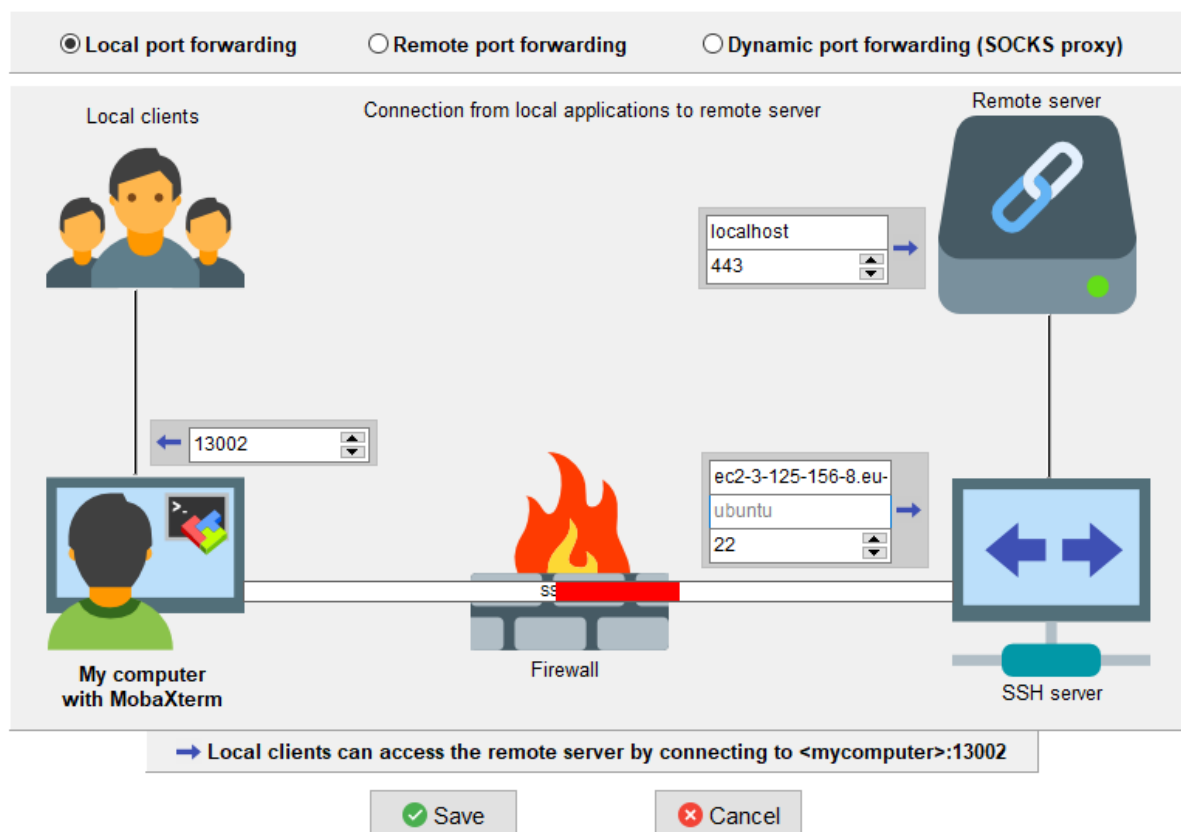 Local port forwarding
Remote port forwarding
Dynamic port forwarding (SOCKS proxy)
Local clients
Connection from local applications to remote server
Remote server
localhost
443
13002
ec2-3-125-156-8.eu-
ubuntu
22
Firewall
My computer
with MobaXterm
SSH server
Local clients can access the remote server by connecting to <mycomputer>:13002
Save
Cancel